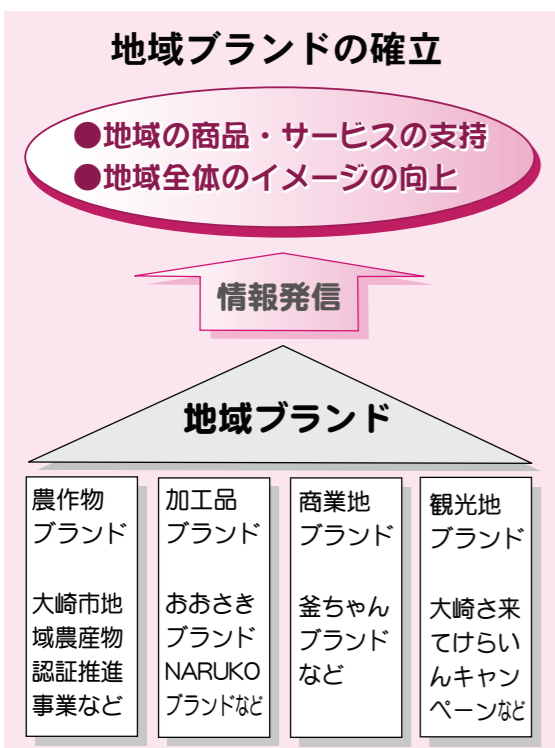 地域ブランドの確立
●地域の商品・サービスの支持
●地域全体のイメージの向上
情報発信
地域ブランド
農作物
ブランド
大崎市地
域農産物
認証推進
事業など
加工品
ブランド
おおさき
ブランド
NARUKO
ブランドなど
商業地
ブランド
釜ちゃん
ブランド
など
観光地
ブランド
大崎さ来
てけらい
んキャン
ペーンなど